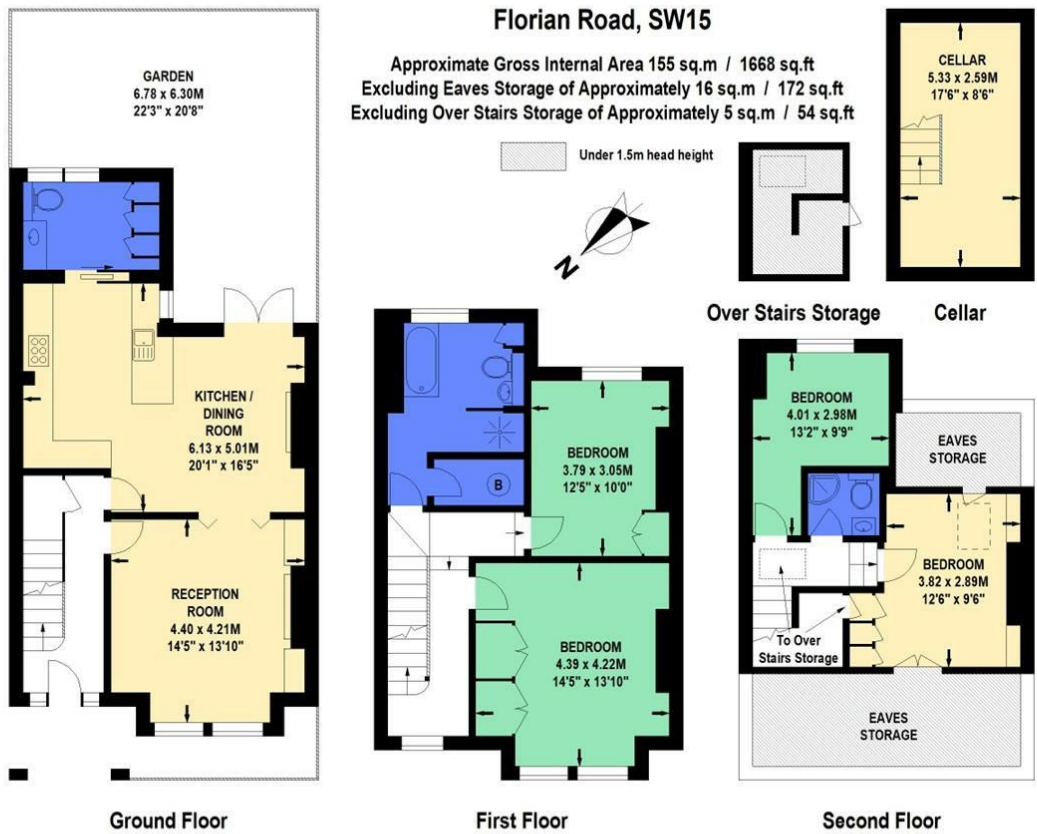 Florian Road, SW15
Approximate Gross Internal Area 155 sq.m / 1668 sq.ft
Excluding Eaves Storage of Approximately 16 sq.m / 172 sq.ft
Excluding Over Stairs Storage of Approximately 5 sq.m / 54 sq.ft
Under 1.5m head height
N
GARDEN
6.78 x 6.30M
22'3" x 20'8"
KITCHEN /
DINING
ROOM
6.13 x 5.01M
20'1" x 16'5"
RECEPTION
ROOM
4.40 x 4.21M
14'5" x 13'10"
Ground Floor
B
BEDROOM
3.79 x 3.05M
12'5" x 10'0"
BEDROOM
4.39 x 4.22M
14'5" x 13'10"
First Floor
Over Stairs Storage
CELLAR
5.33 x 2.59M
17'6" x 8'6"
Cellar
BEDROOM
4.01 x 2.98M
13'2" x 9'9"
EAVES
STORAGE
BEDROOM
3.82 x 2.89M
12'6" x 9'6"
To Over
Stairs Storage
EAVES
STORAGE
Second Floor